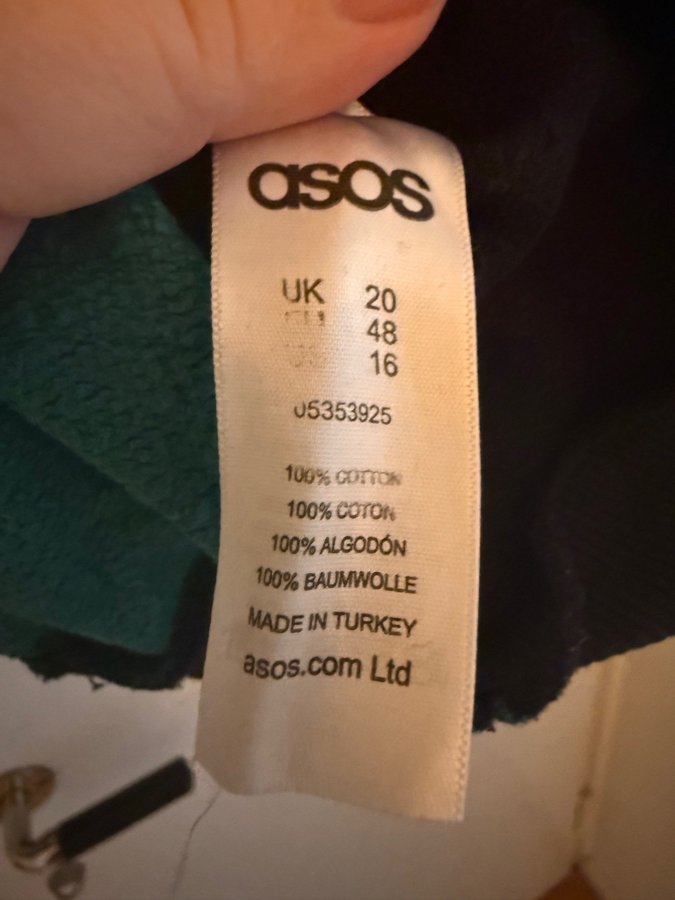 asos
UK 20
48
16
05353925
100% COTTON
100% COTON
100% ALGODÓN
100% BAUMWOLLE
MADE IN TURKEY
asos.com Ltd